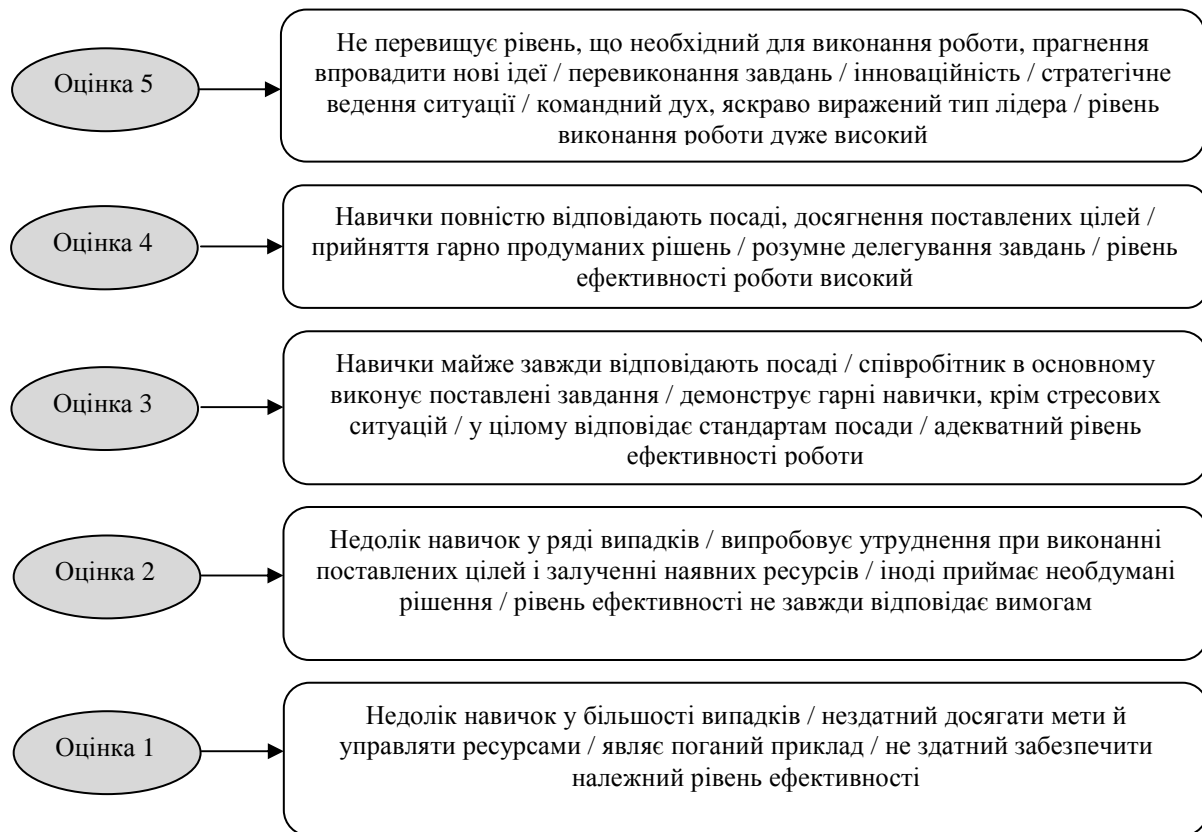 Оцінка 5
Не перевищує рівень, що необхідний для виконання роботи, прагнення
впровадити нові ідеї / перевиконання завдань / інноваційність / стратегічне
ведення ситуації / командний дух, яскраво виражений тип лідера / рівень
виконання роботи дуже високий
Оцінка 4
Навички повністю відповідають посаді, досягнення поставлених цілей /
прийняття гарно продуманих рішень / розумне делегування завдань / рівень
ефективності роботи високий
Оцінка 3
Навички майже завжди відповідають посаді / співробітник в основному
виконує поставлені завдання / демонструє гарні навички, крім стресових
ситуацій / у цілому відповідає стандартам посади / адекватний рівень
ефективності роботи
Оцінка 2
Недолік навичок у ряді випадків / випробовує утруднення при виконанні
поставлених цілей і залученні наявних ресурсів / іноді приймає необдумані
рішення / рівень ефективності не завжди відповідає вимогам
Оцінка 1
Недолік навичок у більшості випадків / нездатний досягати мети й
управляти ресурсами / являє поганий приклад / не здатний забезпечити
належний рівень ефективності